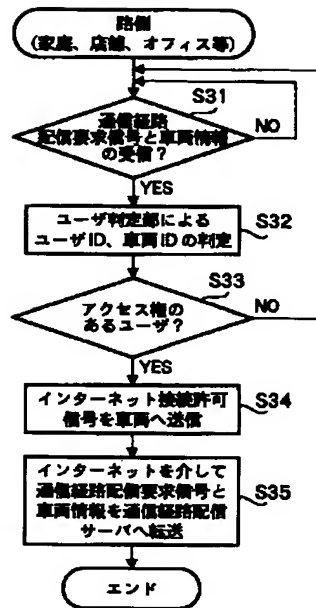 路側
(家庭、店舗、オフィス等)
S31
通信経路
配信要求信号と車両情報
の受信？
NO
YES
S32
ユーザ判定部による
ユーザID、車両IDの判定
S33
アクセス権の
あるユーザ？
NO
YES
インターネット接続許可
信号を車両へ送信
S34
インターネットを介して
通信経路配信要求信号と
車両情報を通信経路配信
サーバへ転送
S35
エンド